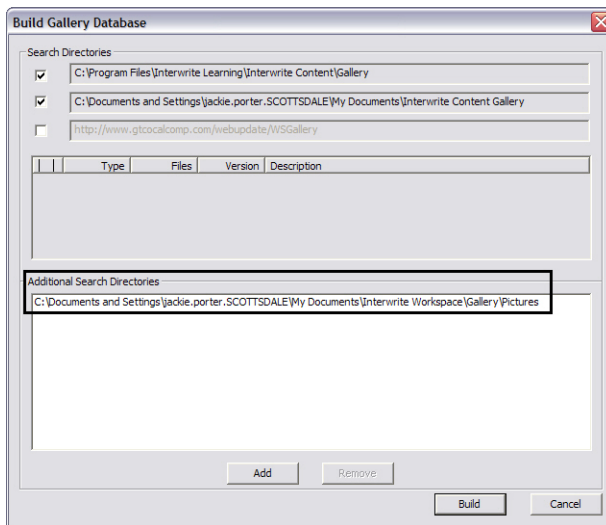 Build Gallery Database
Search Directories
C:\Program Files\Interwrite Learning\Interwrite Content\Gallery
C:\Documents and Settings\jackie.porter.SCOTTSDALE\My Documents\Interwrite Content Gallery
http://www.gtcocalcomp.com/webupdate/WSGallery
Type Files Version Description
Additional Search Directories
C:\Documents and Settings\jackie.porter.SCOTTSDALE\My Documents\Interwrite Workspace\Gallery\Pictures
Add Remove
Build Cancel